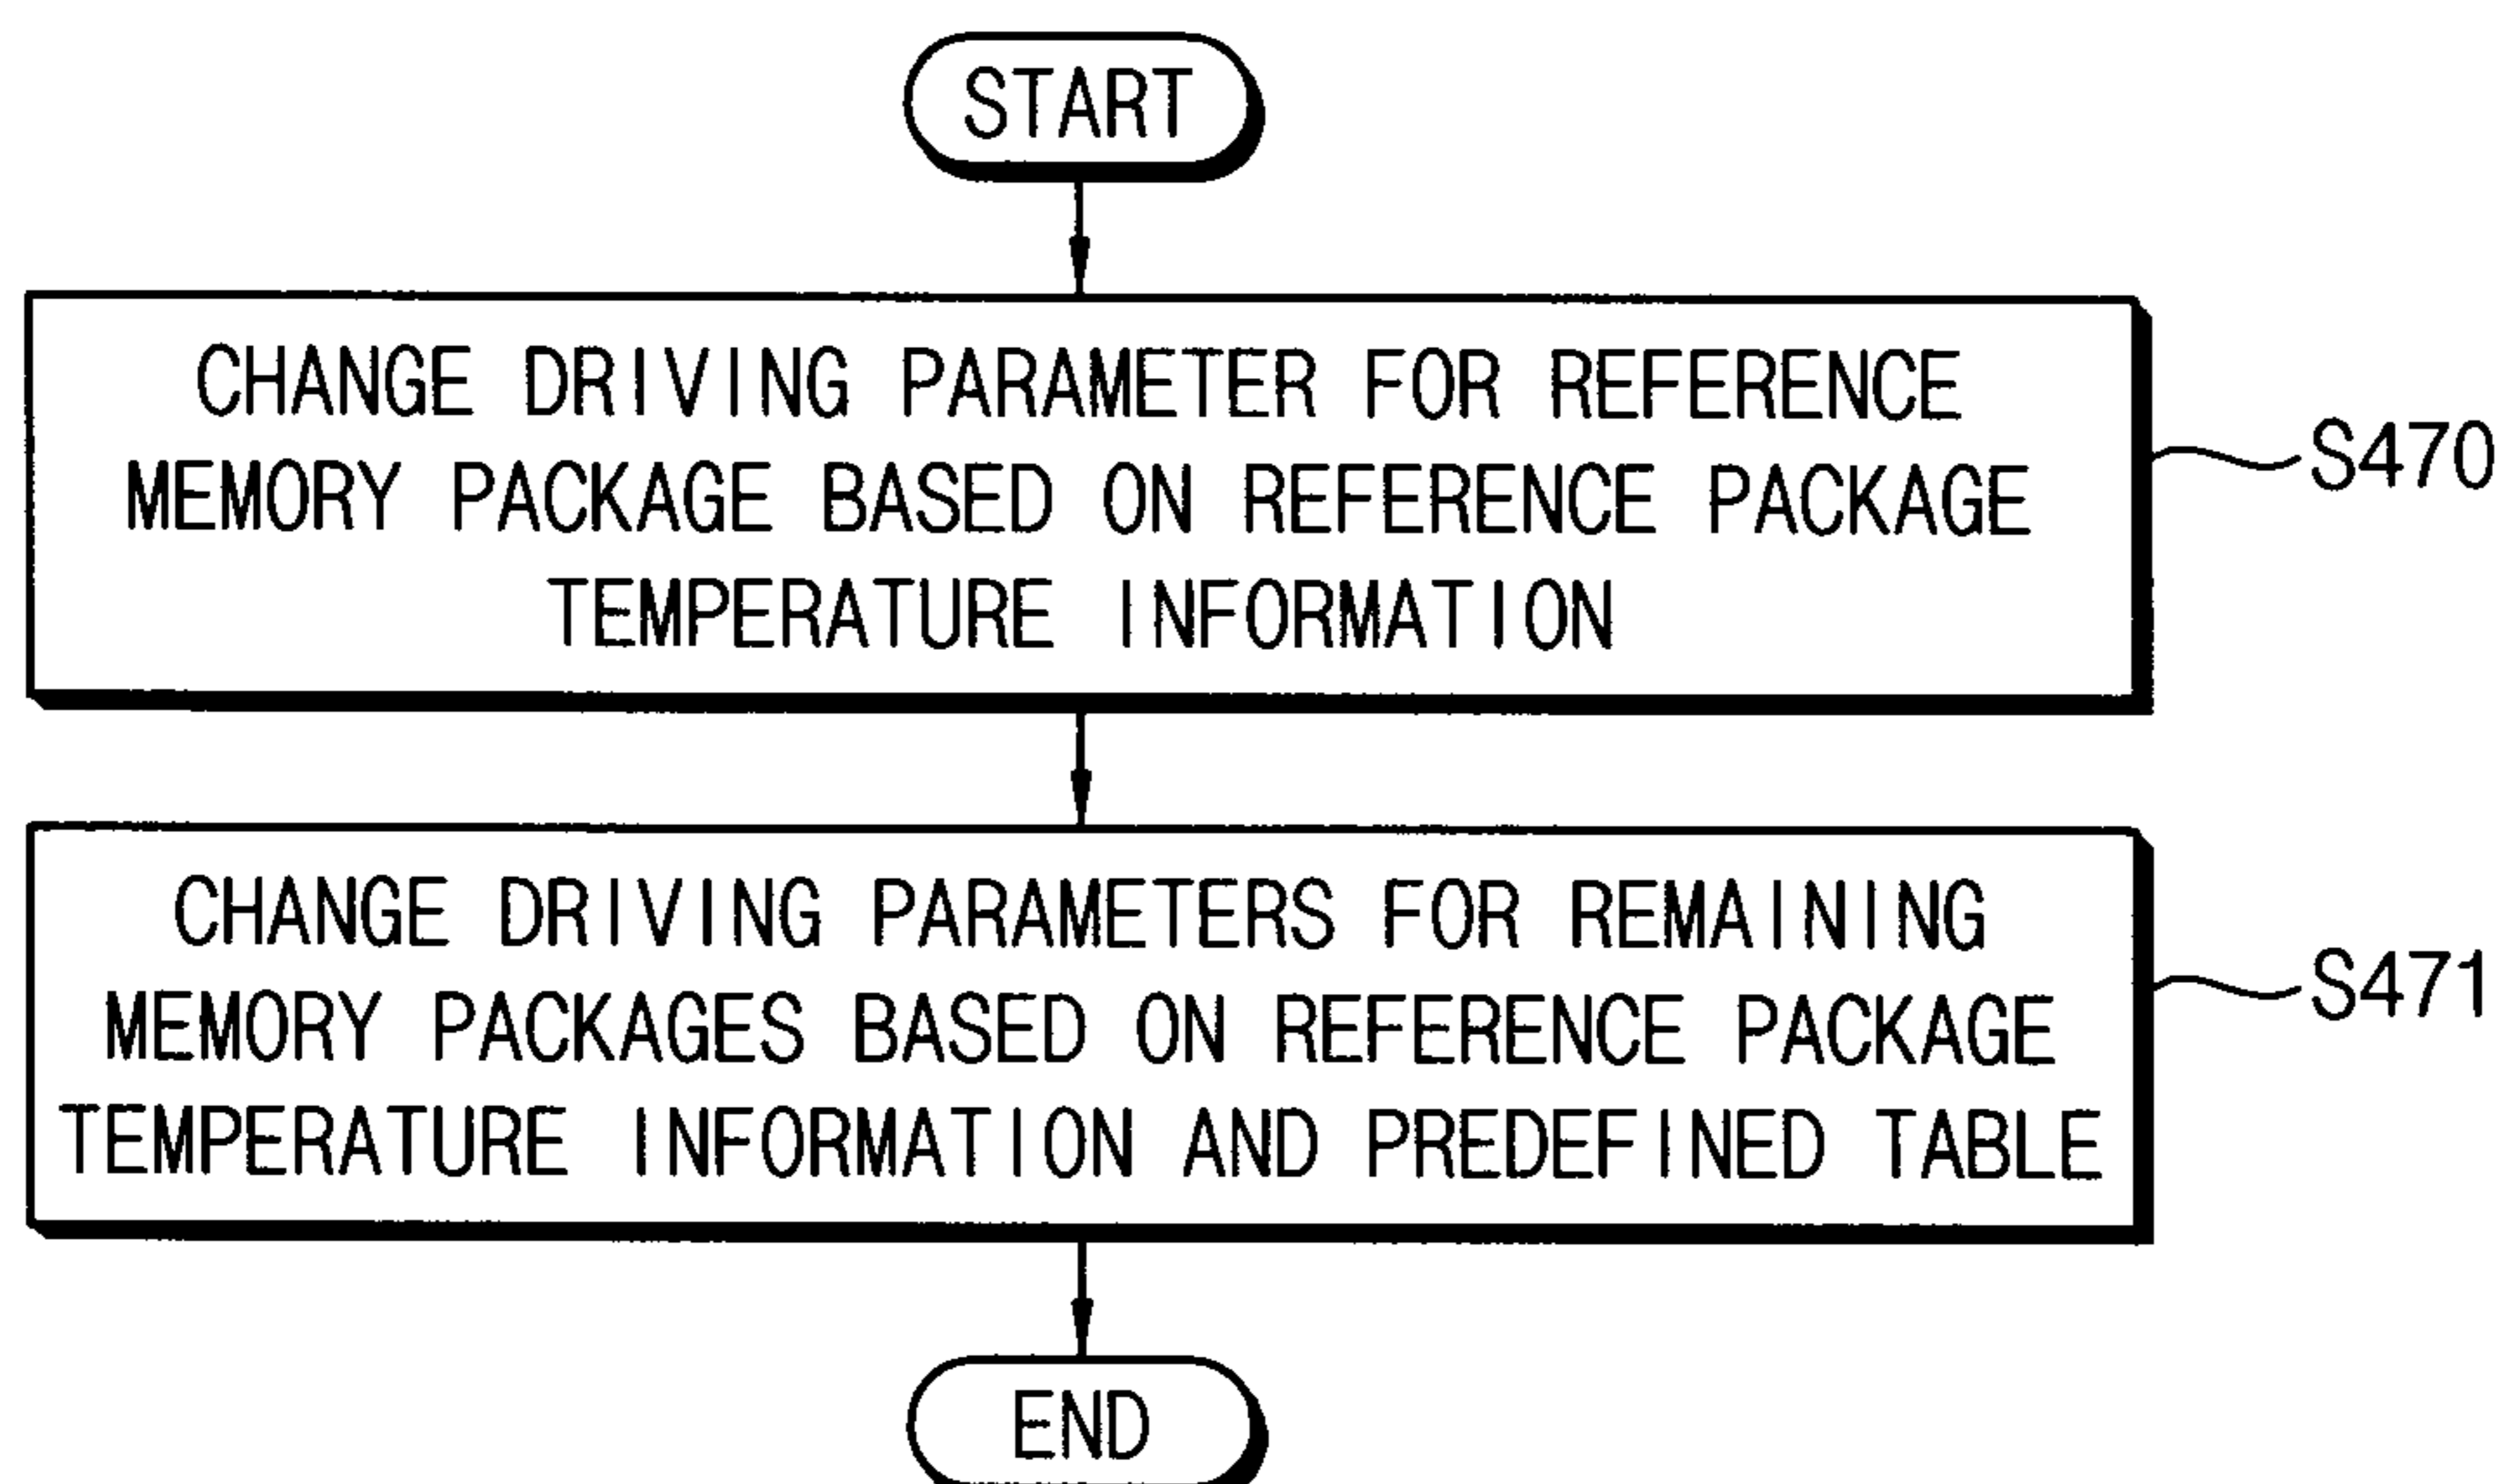 START
CHANGE DRIVING PARAMETER FOR REFERENCE
MEMORY PACKAGE BASED ON REFERENCE PACKAGE
TEMPERATURE INFORMATION
S470
CHANGE DRIVING PARAMETERS FOR REMAINING
MEMORY PACKAGES BASED ON REFERENCE PACKAGE
TEMPERATURE INFORMATION AND PREDEFINED TABLE
S471
END